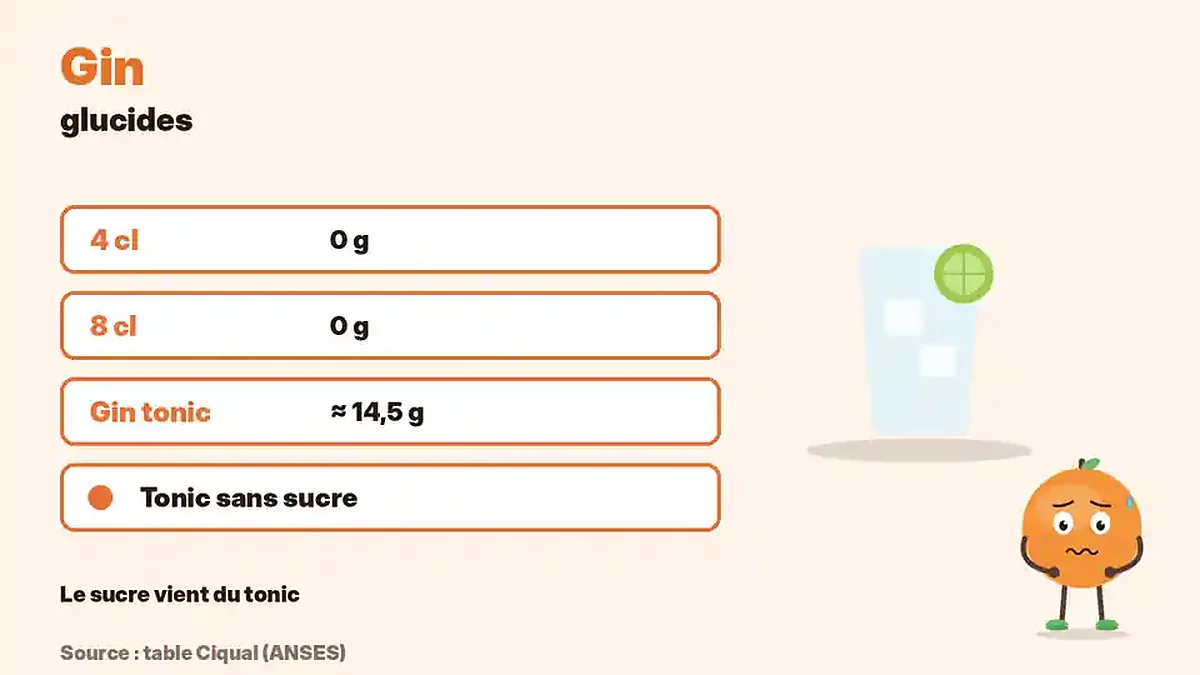 Gin
glucides
4 cl 0 g
8 cl 0 g
Gin tonic ≈ 14,5 g
Tonic sans sucre
Le sucre vient du tonic
Source : table Ciqual (ANSES)